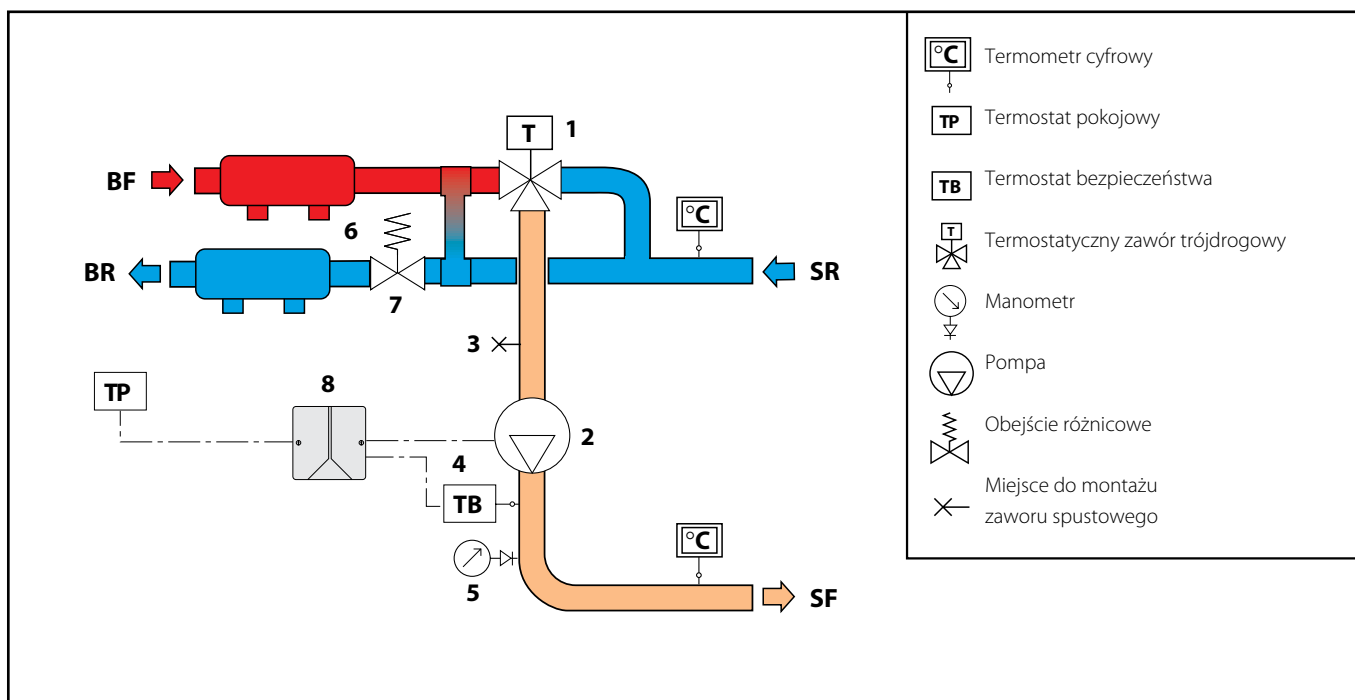 T
1
BF
6
°C
BR
SR
7
3
TP
8
2
4
TB
°C
5
SF
°C Termometr cyfrowy
TP Termostat pokojowy
TB Termostat bezpieczeństwa
T Termostatyczny zawór trójdrogowy
Manometr
Pompa
Obejście różnicowe
Miejsce do montażu
zaworu spustowego